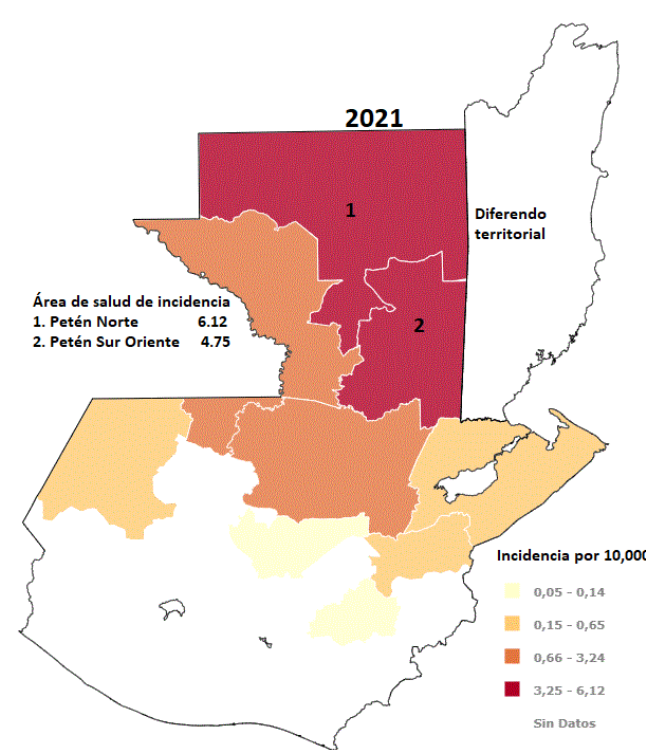 2021
1
Diferendo
territorial
Área de salud de incidencia
1. Petén Norte 6.12
2. Petén Sur Oriente 4.75
2
Incidencia por 10,000
0,05 - 0,14
0,15 - 0,65
0,66 - 3,24
3,25 - 6,12
Sin Datos